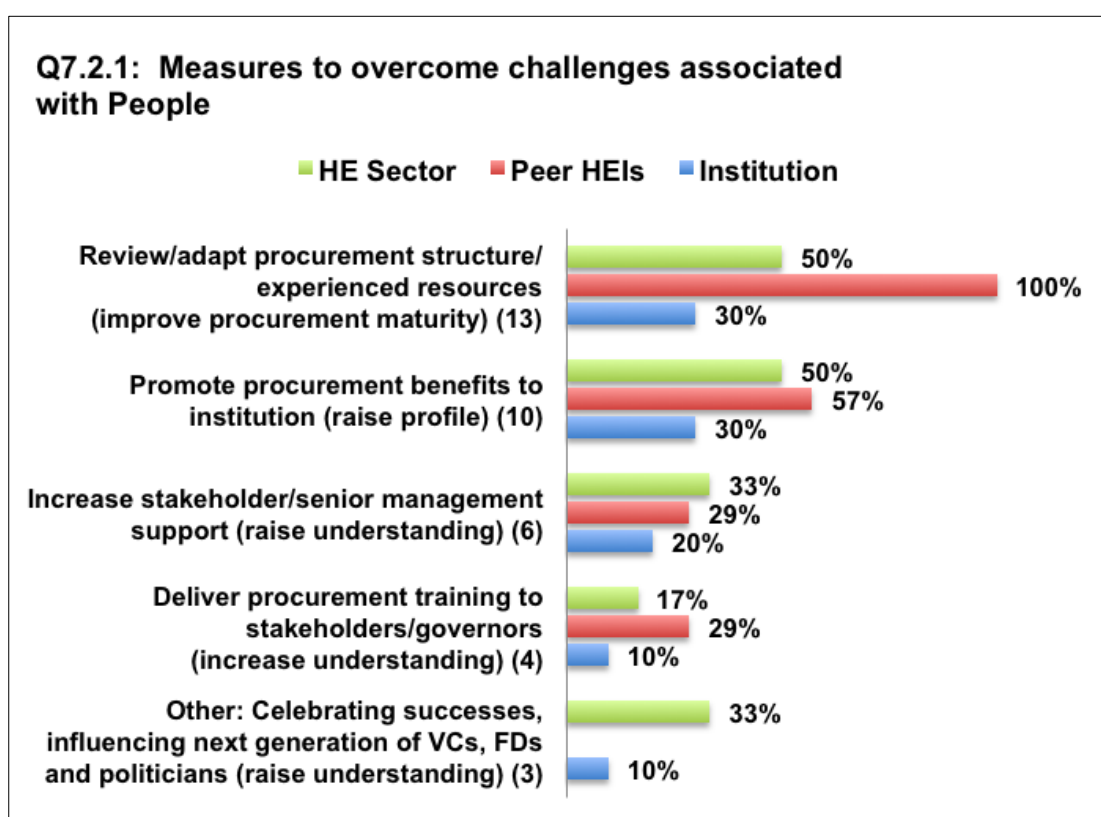 Q7.2.1:  Measures to overcome challenges associated
with People
HE Sector
Peer HEIs
Institution
Review/adapt procurement structure/
experienced resources
(improve procurement maturity) (13)
50%
100%
30%
Promote procurement benefits to
institution (raise profile) (10)
50%
57%
30%
Increase stakeholder/senior management
support (raise understanding) (6)
33%
29%
20%
Deliver procurement training to
stakeholders/governors
(increase understanding) (4)
17%
29%
10%
Other: Celebrating successes,
influencing next generation of VCs, FDs
and politicians (raise understanding) (3)
33%
10%